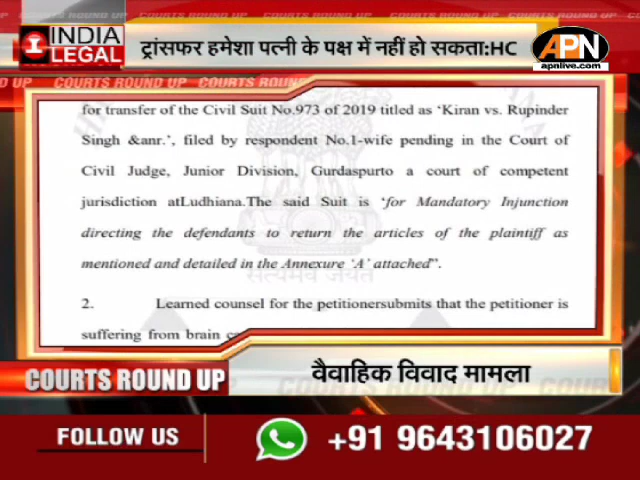 INDIA
LEGAL
ट्रांसफर हमेशा पत्नी के पक्ष में नहीं हो सकता:HC
APN
apnlive.com
COURTS ROUND UP
COURTS ROUN
for transfer of the Civil Suit No.973 of 2019 titled as ‘Kiran vs. Rupinder
Singh &anr.’, filed by respondent No.1-wife pending in the Court of
Civil Judge, Junior Division, Gurdaspurto a court of competent
jurisdiction atLudhiana.The said Suit is ‘for Mandatory Injunction
directing the defendants to return the articles of the plaintiff as
mentioned and detailed in the Annexure ‘A’ attached”.
सत्यमेव जयते
2. Learned counsel for the petitionersubmits that the petitioner is
suffering from brain
COURTS ROUND UP
वैवाहिक विवाद मामला
FOLLOW US
+91 9643106027